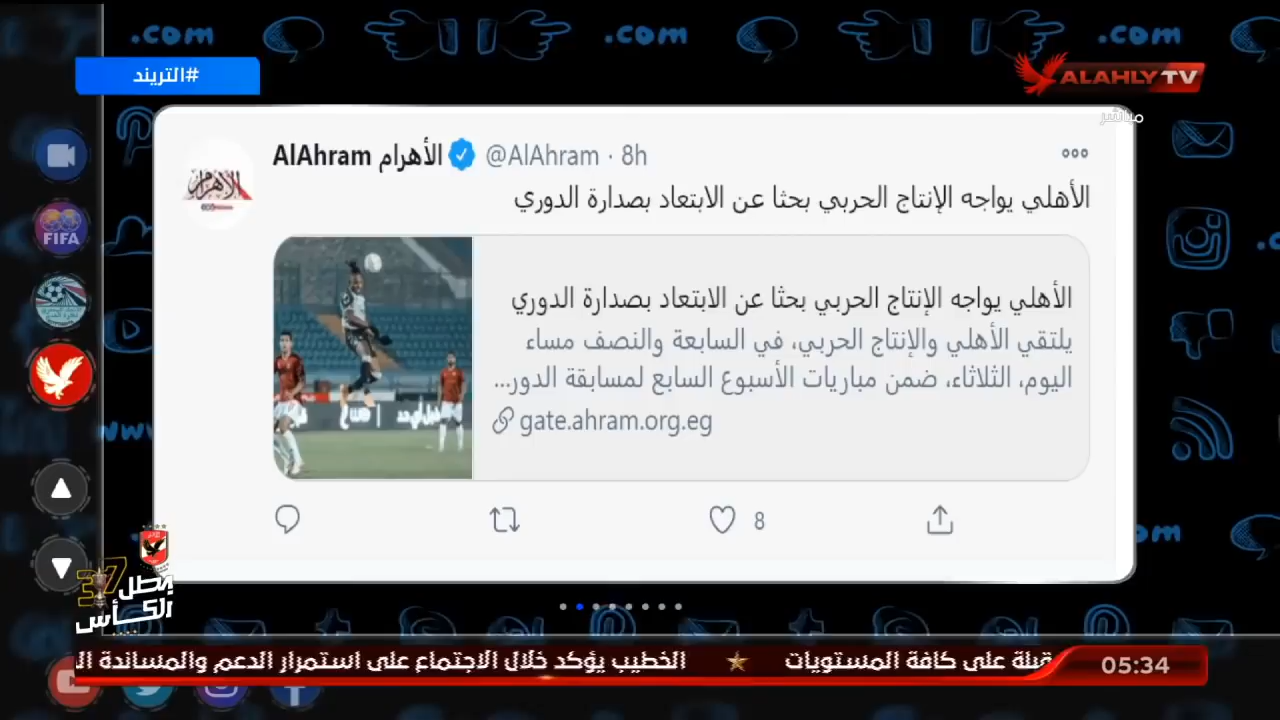 .com
.com
.com
#التريند
ALAHLY TV
مباشر
AlAhram الأهرام @AlAhram · 8h
الأهلي يواجه الإنتاج الحربي بحثا عن الابتعاد بصدارة الدوري
الأهلي يواجه الإنتاج الحربي بحثا عن الابتعاد بصدارة الدوري
يلتقي الأهلي والإنتاج الحربي، في السابعة والنصف مساء
اليوم، الثلاثاء، ضمن مباريات الأسبوع السابع لمسابقة الدور...
gate.ahram.org.eg
8
FIFA
بطل 37
الكأس
قبلة على كافة المستويات ★ الخطيب يؤكد خلال الاجتماع على استمرار الدعم والمساندة ال
05:34